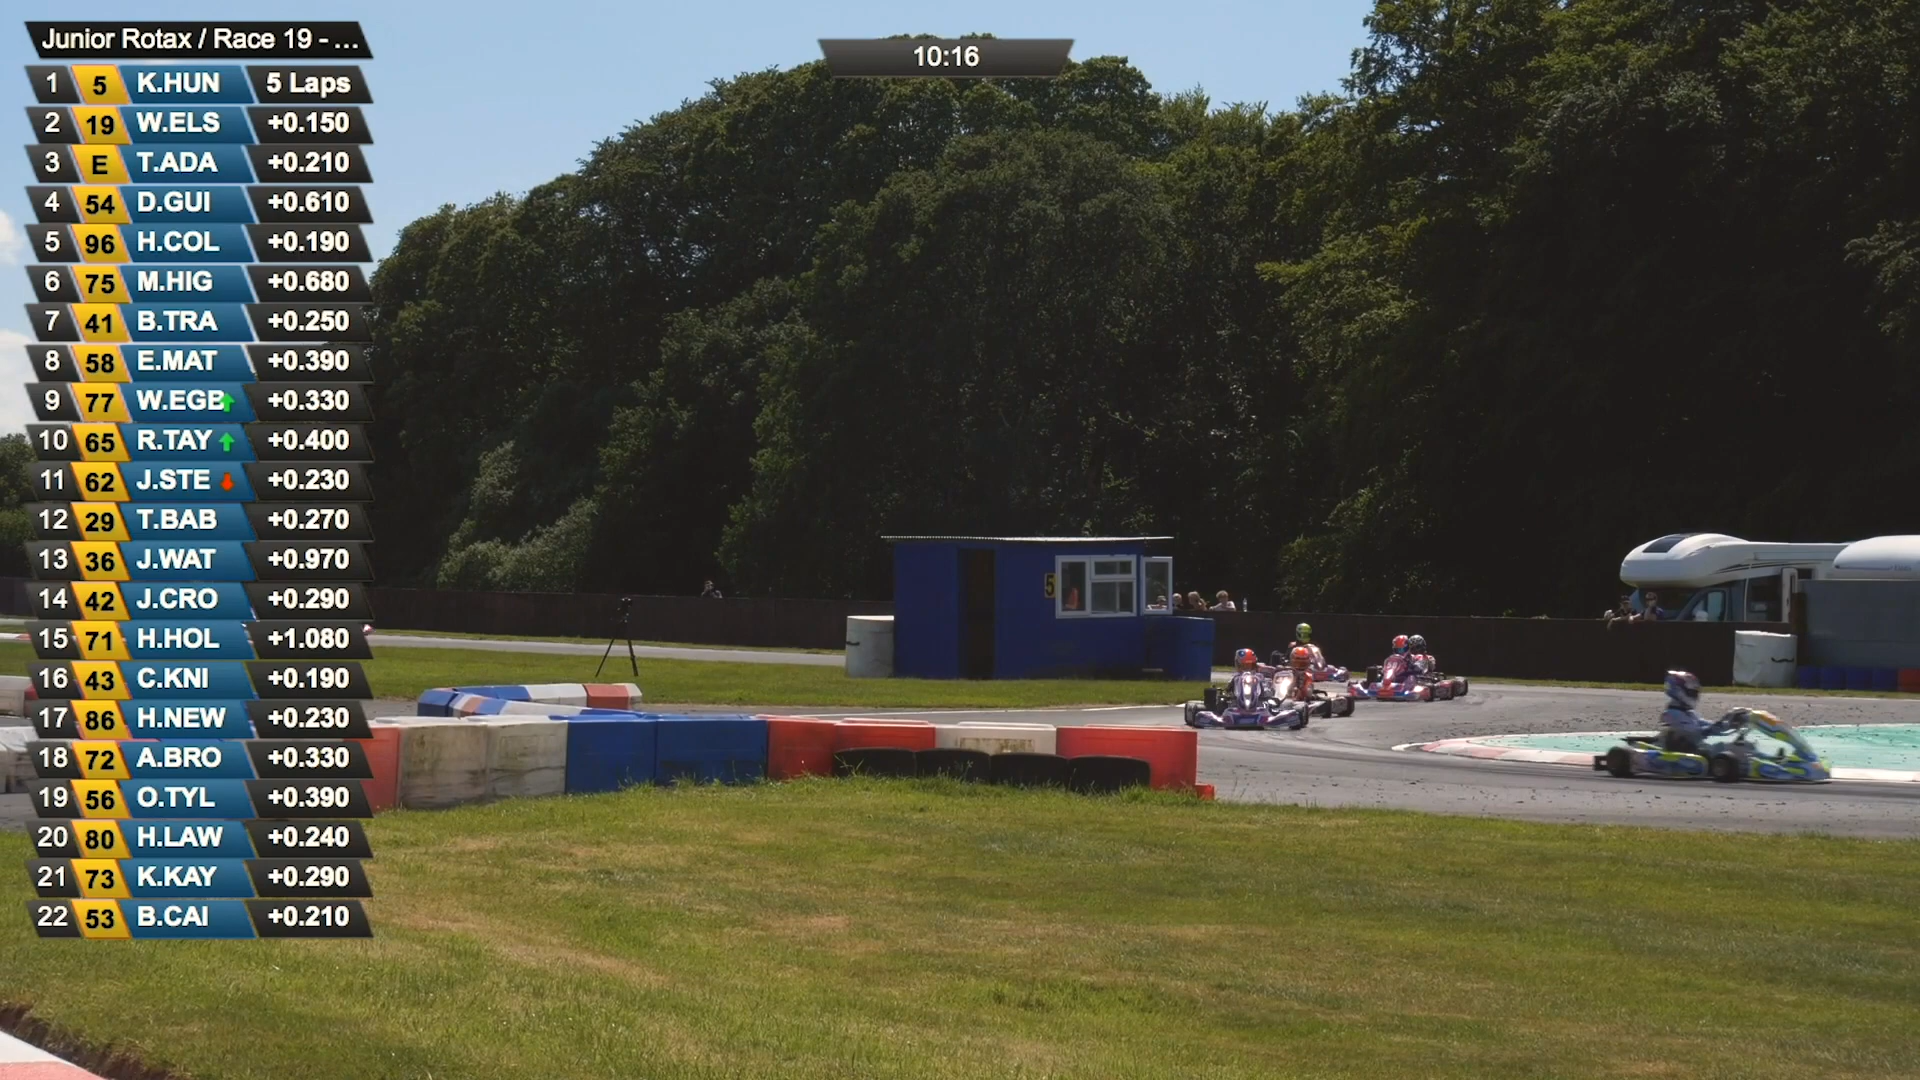 Junior Rotax / Race 19 - ...
10:16
1 5 K.HUN 5 Laps
2 19 W.ELS +0.150
3 E T.ADA +0.210
4 54 D.GUI +0.610
5 96 H.COL +0.190
6 75 M.HIG +0.680
7 41 B.TRA +0.250
8 58 E.MAT +0.390
9 77 W.EGB +0.330
10 65 R.TAY +0.400
11 62 J.STE +0.230
12 29 T.BAB +0.270
13 36 J.WAT +0.970
14 42 J.CRO +0.290
15 71 H.HOL +1.080
16 43 C.KNI +0.190
17 86 H.NEW +0.230
18 72 A.BRO +0.330
19 56 O.TYL +0.390
20 80 H.LAW +0.240
21 73 K.KAY +0.290
22 53 B.CAI +0.210
5